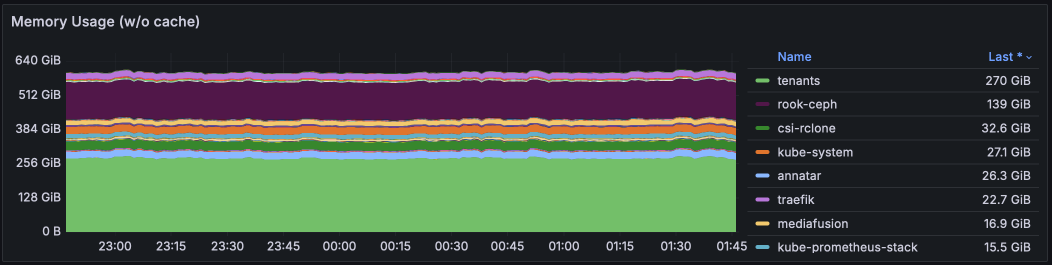 Memory Usage (w/o cache)
640 GiB
512 GiB
384 GiB
256 GiB
128 GiB
0 B
23:00 23:15 23:30 23:45 00:00 00:15 00:30 00:45 01:00 01:15 01:30 01:45
Name Last *
tenants 270 GiB
rook-ceph 139 GiB
csi-rclone 32.6 GiB
kube-system 27.1 GiB
annatar 26.3 GiB
traefik 22.7 GiB
mediafusion 16.9 GiB
kube-prometheus-stack 15.5 GiB